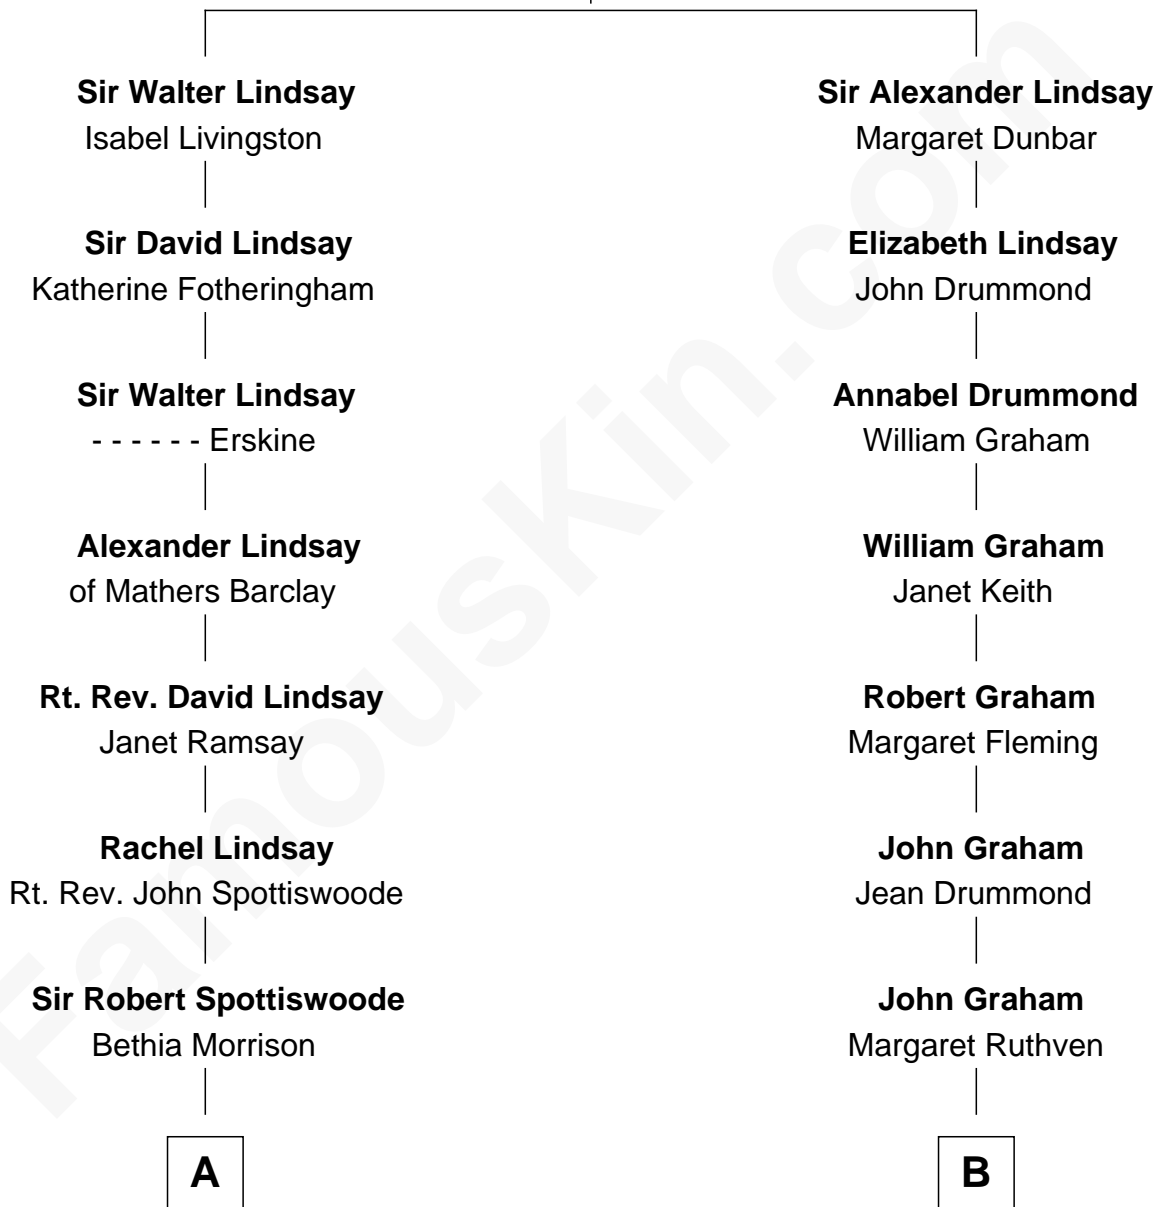 Sir Walter Lindsay
Isabel Livingston
Sir David Lindsay
Katherine Fotheringham
Sir Walter Lindsay
- - - - - - Erskine
Alexander Lindsay
of Mathers Barclay
Rt. Rev. David Lindsay
Janet Ramsay
Rachel Lindsay
Rt. Rev. John Spottiswoode
Sir Robert Spottiswoode
Bethia Morrison
A
Sir Alexander Lindsay
Margaret Dunbar
Elizabeth Lindsay
John Drummond
Annabel Drummond
William Graham
William Graham
Janet Keith
Robert Graham
Margaret Fleming
John Graham
Jean Drummond
John Graham
Margaret Ruthven
B
FamousKin.com